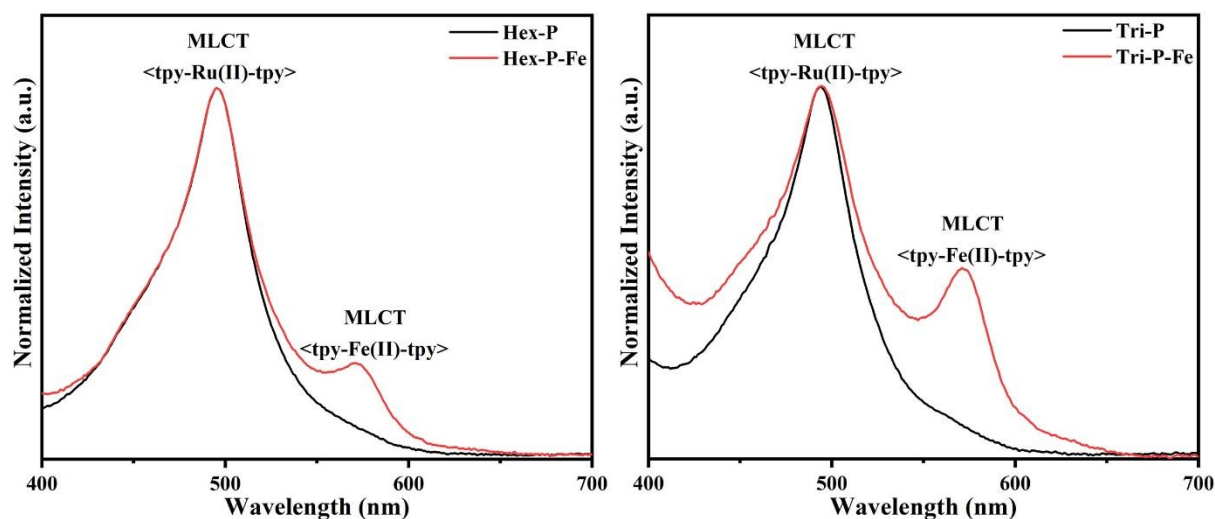 Hex-P
Hex-P-Fe
MLCT
<tpy-Ru(II)-tpy>
MLCT
<tpy-Fe(II)-tpy>
Normalized Intensity (a.u.)
400
500
600
700
Wavelength (nm)
Tri-P
Tri-P-Fe
MLCT
<tpy-Ru(II)-tpy>
MLCT
<tpy-Fe(II)-tpy>
Normalized Intensity (a.u.)
400
500
600
700
Wavelength (nm)